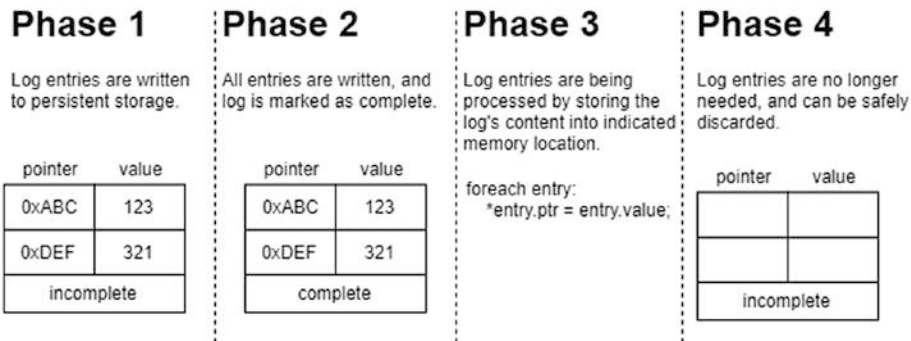 Phase 1
Log entries are written
to persistent storage.
pointer value
0xABC 123
0xDEF 321
incomplete
Phase 2
All entries are written, and
log is marked as complete.
pointer value
0xABC 123
0xDEF 321
complete
Phase 3
Log entries are being
processed by storing the
log's content into indicated
memory location.
foreach entry:
*entry.ptr = entry.value;
Phase 4
Log entries are no longer
needed, and can be safely
discarded.
pointer value
incomplete